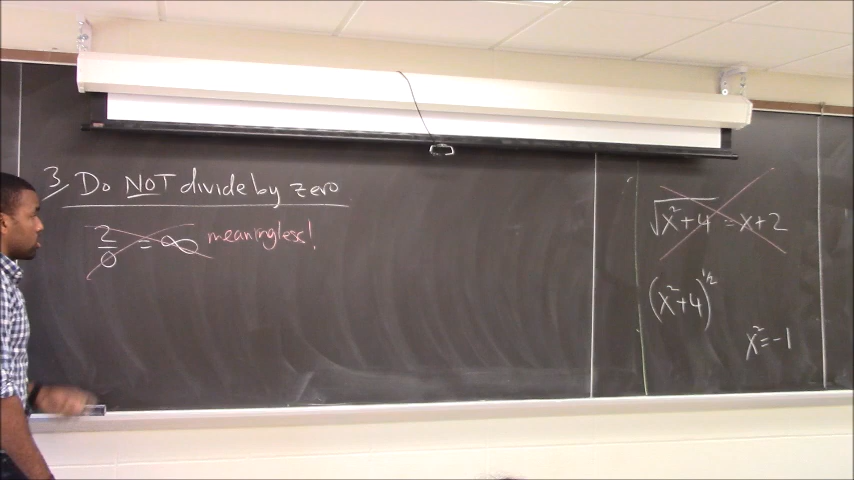 3, Do NOT divide by zero
2/0 = ∞ meaningless!
√(x²+4) = x+2
(x²+4)^1/2
x² = -1